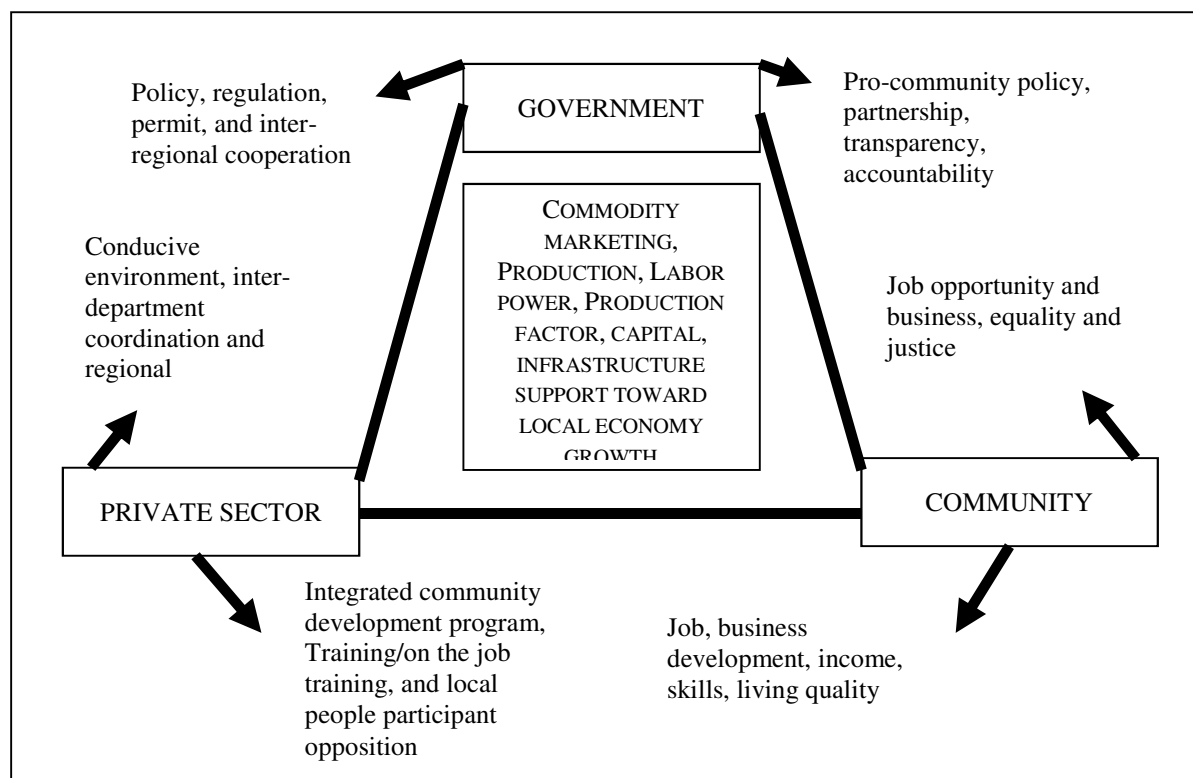 GOVERNMENT
Policy, regulation,
permit, and inter-
regional cooperation
Pro-community policy,
partnership,
transparency,
accountability
COMMODITY
MARKETING,
PRODUCTION, LABOR
POWER, PRODUCTION
FACTOR, CAPITAL,
INFRASTRUCTURE
SUPPORT TOWARD
LOCAL ECONOMY
GROWTH
Conducive
environment, inter-
department
coordination and
regional
Job opportunity and
business, equality and
justice
PRIVATE SECTOR
COMMUNITY
Integrated community
development program,
Training/on the job
training, and local
people participant
opposition
Job, business
development, income,
skills, living quality